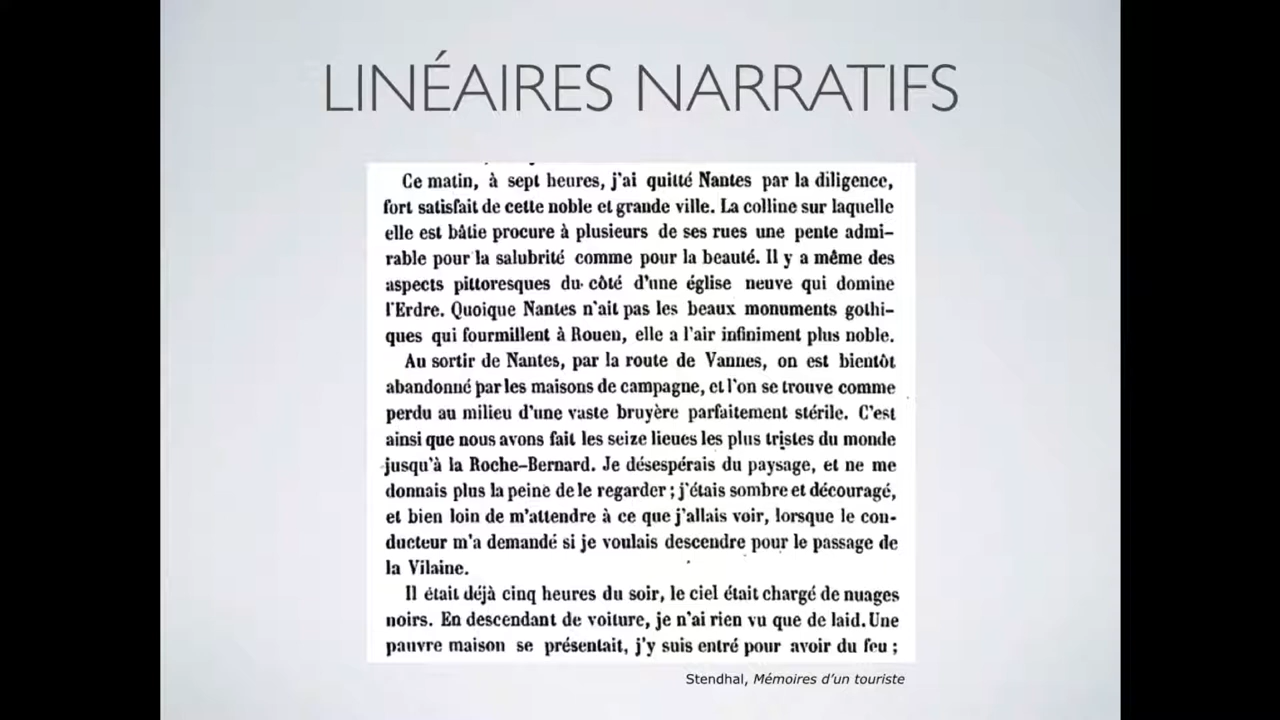 LINÉAIRES NARRATIFS
Ce matin, à sept heures, j'ai quitté Nantes par la diligence,
fort satisfait de cette noble et grande ville. La colline sur laquelle
elle est bâtie procure à plusieurs de ses rues une pente admi-
rable pour la salubrité comme pour la beauté. Il y a même des
aspects pittoresques du côté d'une église neuve qui domine
l'Erdre. Quoique Nantes n'ait pas les beaux monuments gothi-
ques qui fourmillent à Rouen, elle a l'air infiniment plus noble.
Au sortir de Nantes, par la route de Vannes, on est bientôt
abandonné par les maisons de campagne, et l'on se trouve comme
perdu au milieu d'une vaste bruyère parfaitement stérile. C'est
ainsi que nous avons fait les seize lieues les plus tristes du monde
jusqu'à la Roche-Bernard. Je désespérais du paysage, et ne me
donnais plus la peine de le regarder ; j'étais sombre et découragé,
et bien loin de m'attendre à ce que j'allais voir, lorsque le con-
ducteur m'a demandé si je voulais descendre pour le passage de
la Vilaine.
Il était déjà cinq heures du soir, le ciel était chargé de nuages
noirs. En descendant de voiture, je n'ai rien vu que de laid. Une
pauvre maison se présentait, j'y suis entré pour avoir du feu ;
Stendhal, Mémoires d'un touriste